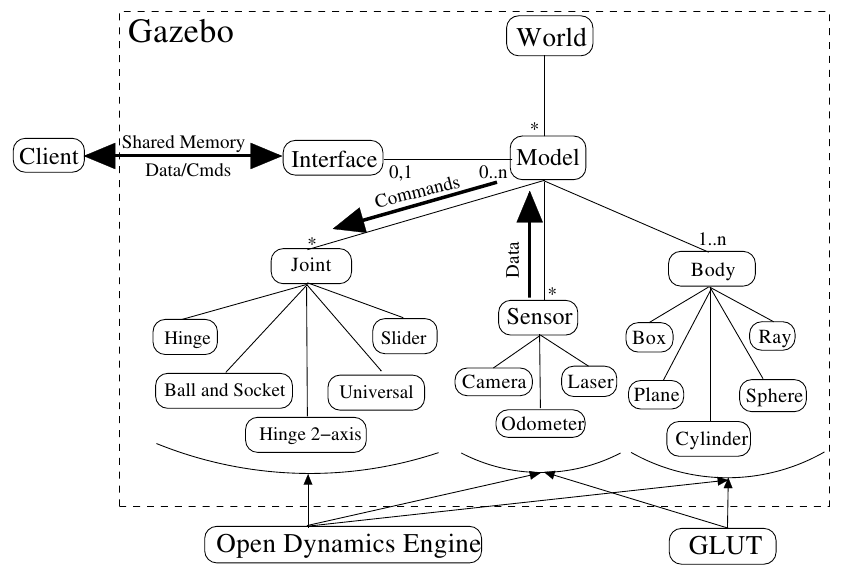 Gazebo
World
*
Client
Shared Memory
Data/Cmds
Interface
0,1
0..n
Model
Commands
*
Joint
Data
*
Sensor
1..n
Body
Hinge
Slider
Ball and Socket
Universal
Hinge 2−axis
Camera
Laser
Odometer
Box
Ray
Plane
Sphere
Cylinder
Open Dynamics Engine
GLUT